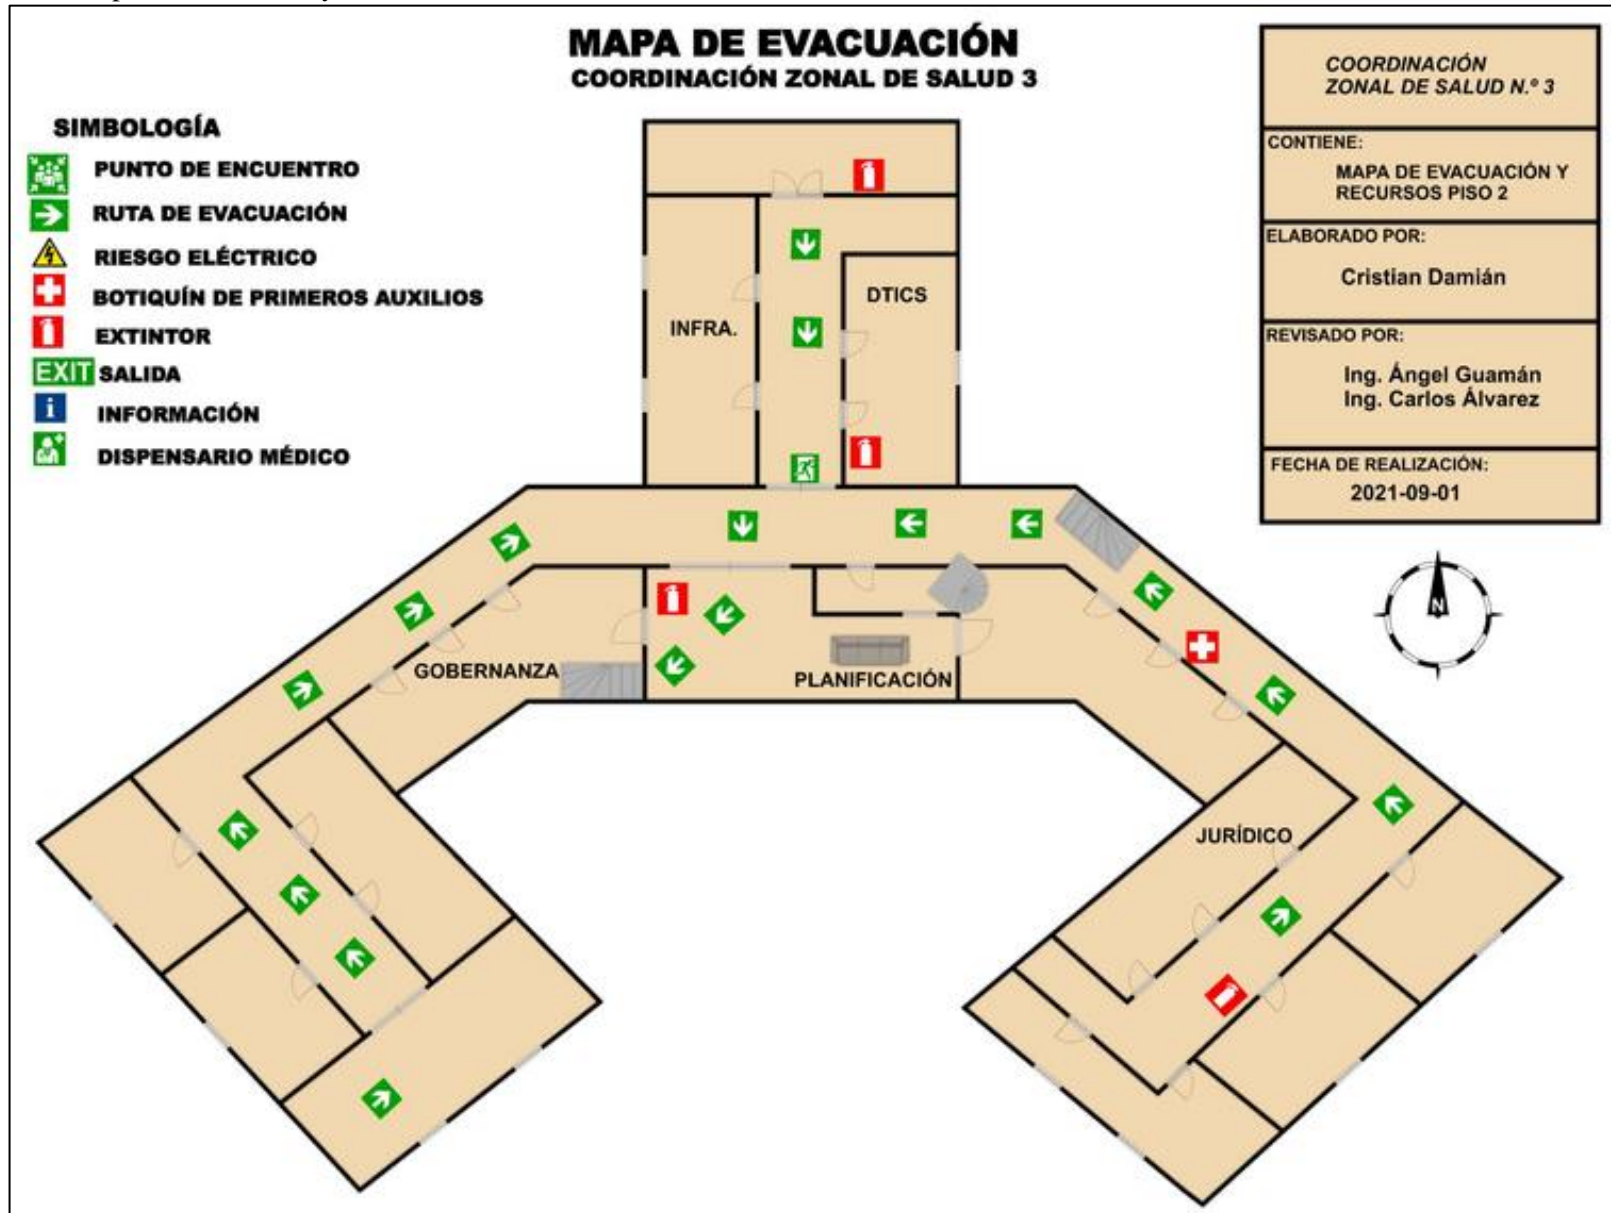 MAPA DE EVACUACIÓN
COORDINACIÓN ZONAL DE SALUD 3
SIMBOLOGÍA
PUNTO DE ENCUENTRO
RUTA DE EVACUACIÓN
RIESGO ELÉCTRICO
BOTIQUÍN DE PRIMEROS AUXILIOS
EXTINTOR
EXIT SALIDA
i INFORMACIÓN
DISPENSARIO MÉDICO
COORDINACIÓN
ZONAL DE SALUD N.º 3
CONTIENE:
MAPA DE EVACUACIÓN Y
RECURSOS PISO 2
ELABORADO POR:
Cristian Damián
REVISADO POR:
Ing. Ángel Guamán
Ing. Carlos Álvarez
FECHA DE REALIZACIÓN:
2021-09-01
N
DTICS
INFRA.
GOBERNANZA
PLANIFICACIÓN
JURÍDICO